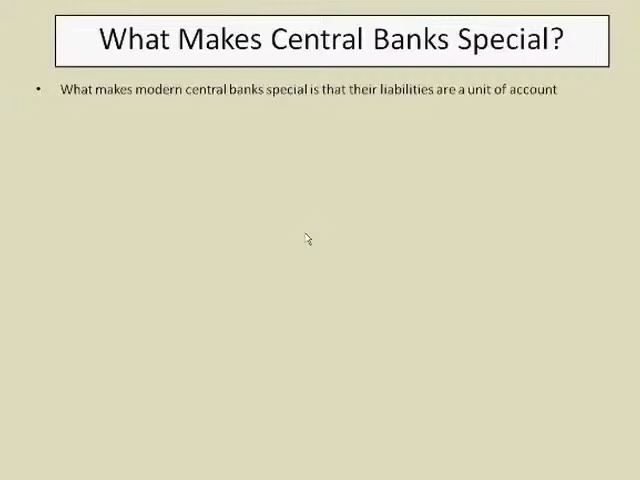 What Makes Central Banks Special?
• What makes modern central banks special is that their liabilities are a unit of account